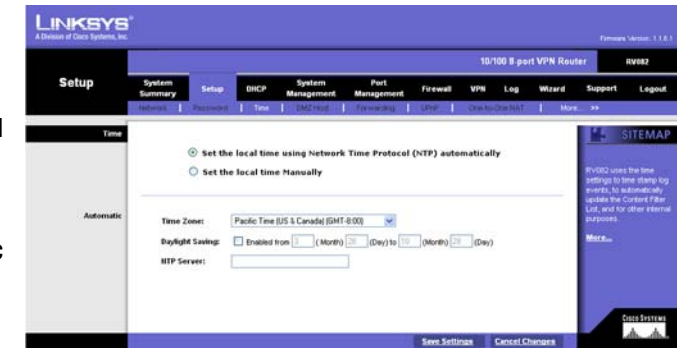 LINKSYS®
A Division of Cisco Systems, Inc.
Firmware Version: 1.1.6.1
10/100 8-port VPN Router
RV082
Setup
System Summary
Setup
DHCP
System Management
Port Management
Firewall
VPN
Log
Wizard
Support
Logout
Network | Password | Time | DMZ Host | Forwarding | UPnP | One-to-One NAT | More... >>
Time
SITEMAP
Set the local time using Network Time Protocol (NTP) automatically
Set the local time Manually
RV082 uses the time
settings to time stamp log
events, to automatically
update the Content Filter
List, and for other internal
purposes.
More...
Automatic
Time Zone: Pacific Time (US & Canada) (GMT-8:00)
Daylight Saving: Enabled from 3 (Month) 28 (Day) to 10 (Month) 28 (Day)
NTP Server:
CISCO SYSTEMS
Save Settings Cancel Changes